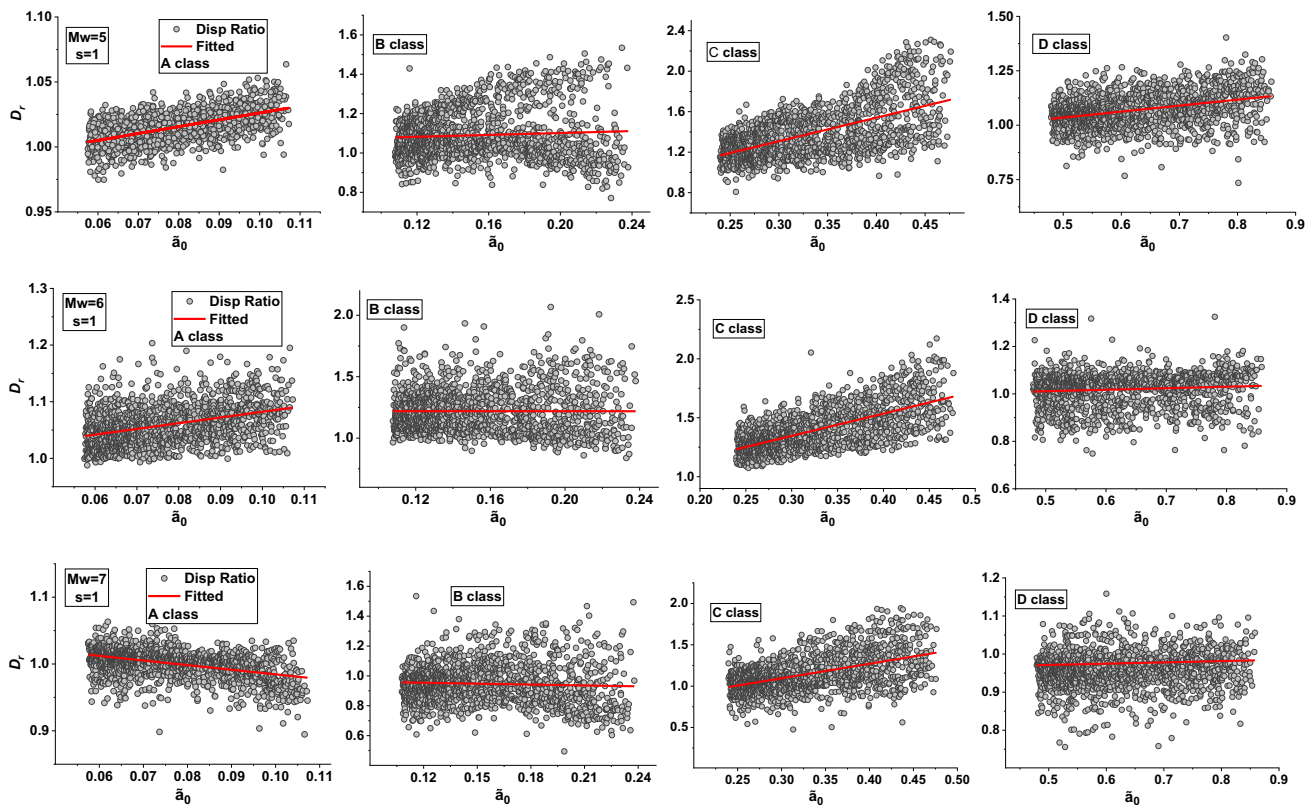 1.10
Mw=5
s=1
Disp Ratio
Fitted
A class
1.05
1.00
0.95
D_r
0.06 0.07 0.08 0.09 0.10 0.11
ã₀
B class
1.6
1.4
1.2
1.0
0.8
0.12 0.16 0.20 0.24
ã₀
C class
2.4
2.0
1.6
1.2
0.8
0.25 0.30 0.35 0.40 0.45
ã₀
D class
1.50
1.25
1.00
0.75
0.5 0.6 0.7 0.8 0.9
ã₀
1.3
Mw=6
s=1
Disp Ratio
Fitted
A class
1.2
1.1
1.0
D_r
0.06 0.07 0.08 0.09 0.10 0.11
ã₀
B class
2.0
1.5
1.0
0.12 0.16 0.20 0.24
ã₀
2.5
C class
2.0
1.5
1.0
0.20 0.25 0.30 0.35 0.40 0.45 0.5
ã₀
1.4
D class
1.2
1.0
0.8
0.6
0.5 0.6 0.7 0.8 0.9
ã₀
Mw=7
s=1
Disp Ratio
Fitted
A class
1.1
1.0
0.9
D_r
0.06 0.07 0.08 0.09 0.10 0.11
ã₀
1.6
B class
1.4
1.2
1.0
0.8
0.6
0.12 0.16 0.20 0.24
ã₀
C class
2.0
1.5
1.0
0.5
0.25 0.30 0.35 0.40 0.45 0.50
ã₀
1.2
D class
1.1
1.0
0.9
0.8
0.5 0.6 0.7 0.8 0.9
ã₀